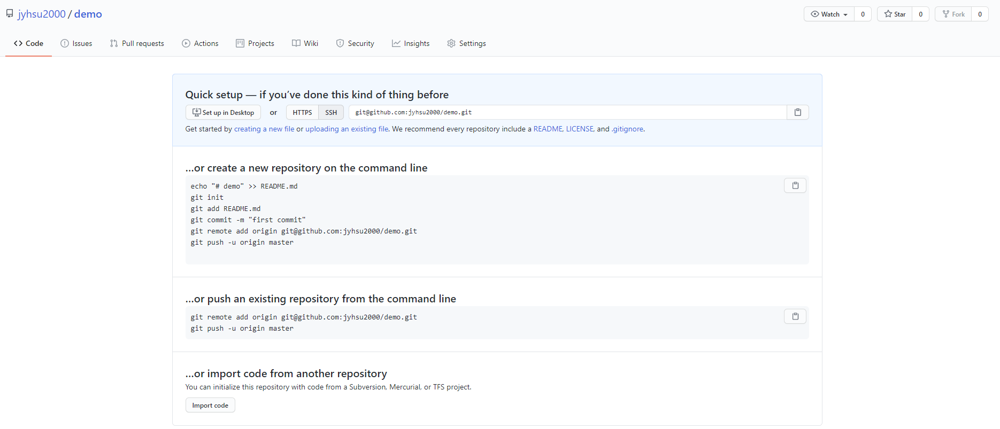 jyhsu2000 / demo
Watch 0 Star 0 Fork 0
Code Issues Pull requests Actions Projects Wiki Security Insights Settings
Quick setup — if you’ve done this kind of thing before
Set up in Desktop or HTTPS SSH git@github.com:jyhsu2000/demo.git
Get started by creating a new file or uploading an existing file. We recommend every repository include a README, LICENSE, and .gitignore.
…or create a new repository on the command line
echo "# demo" >> README.md
git init
git add README.md
git commit -m "first commit"
git remote add origin git@github.com:jyhsu2000/demo.git
git push -u origin master
…or push an existing repository from the command line
git remote add origin git@github.com:jyhsu2000/demo.git
git push -u origin master
…or import code from another repository
You can initialize this repository with code from a Subversion, Mercurial, or TFS project.
Import code